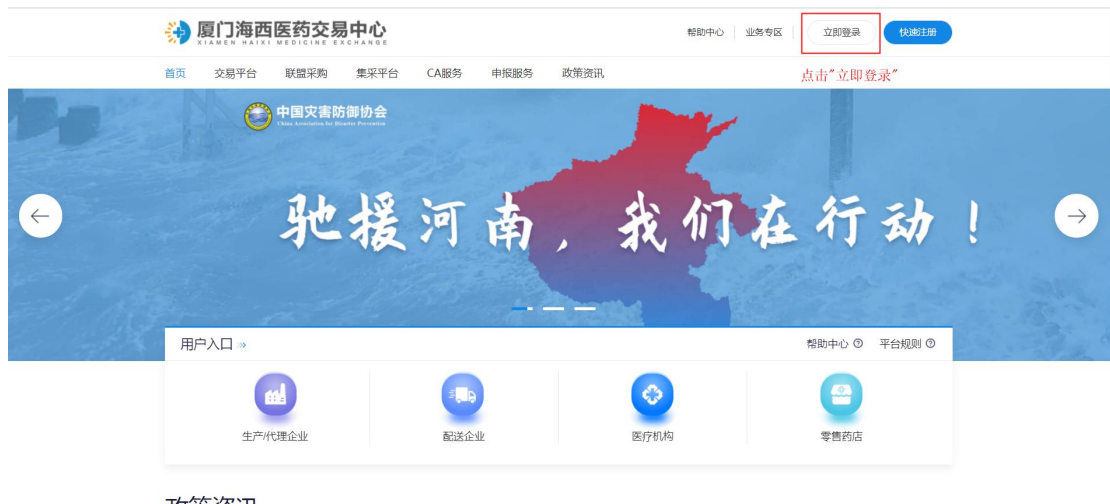 厦门海西医药交易中心
XIAMEN HAIXI MEDICINE EXCHANGE
帮助中心 业务专区 立即登录 快速注册
首页 交易平台 联盟采购 集采平台 CA服务 申报服务 政策资讯
点击"立即登录"
中国灾害防御协会
China Association for Disaster Prevention
驰援河南，我们在行动！
用户入口
帮助中心 平台规则
生产/代理企业 配送企业 医疗机构 零售药店
政策资讯